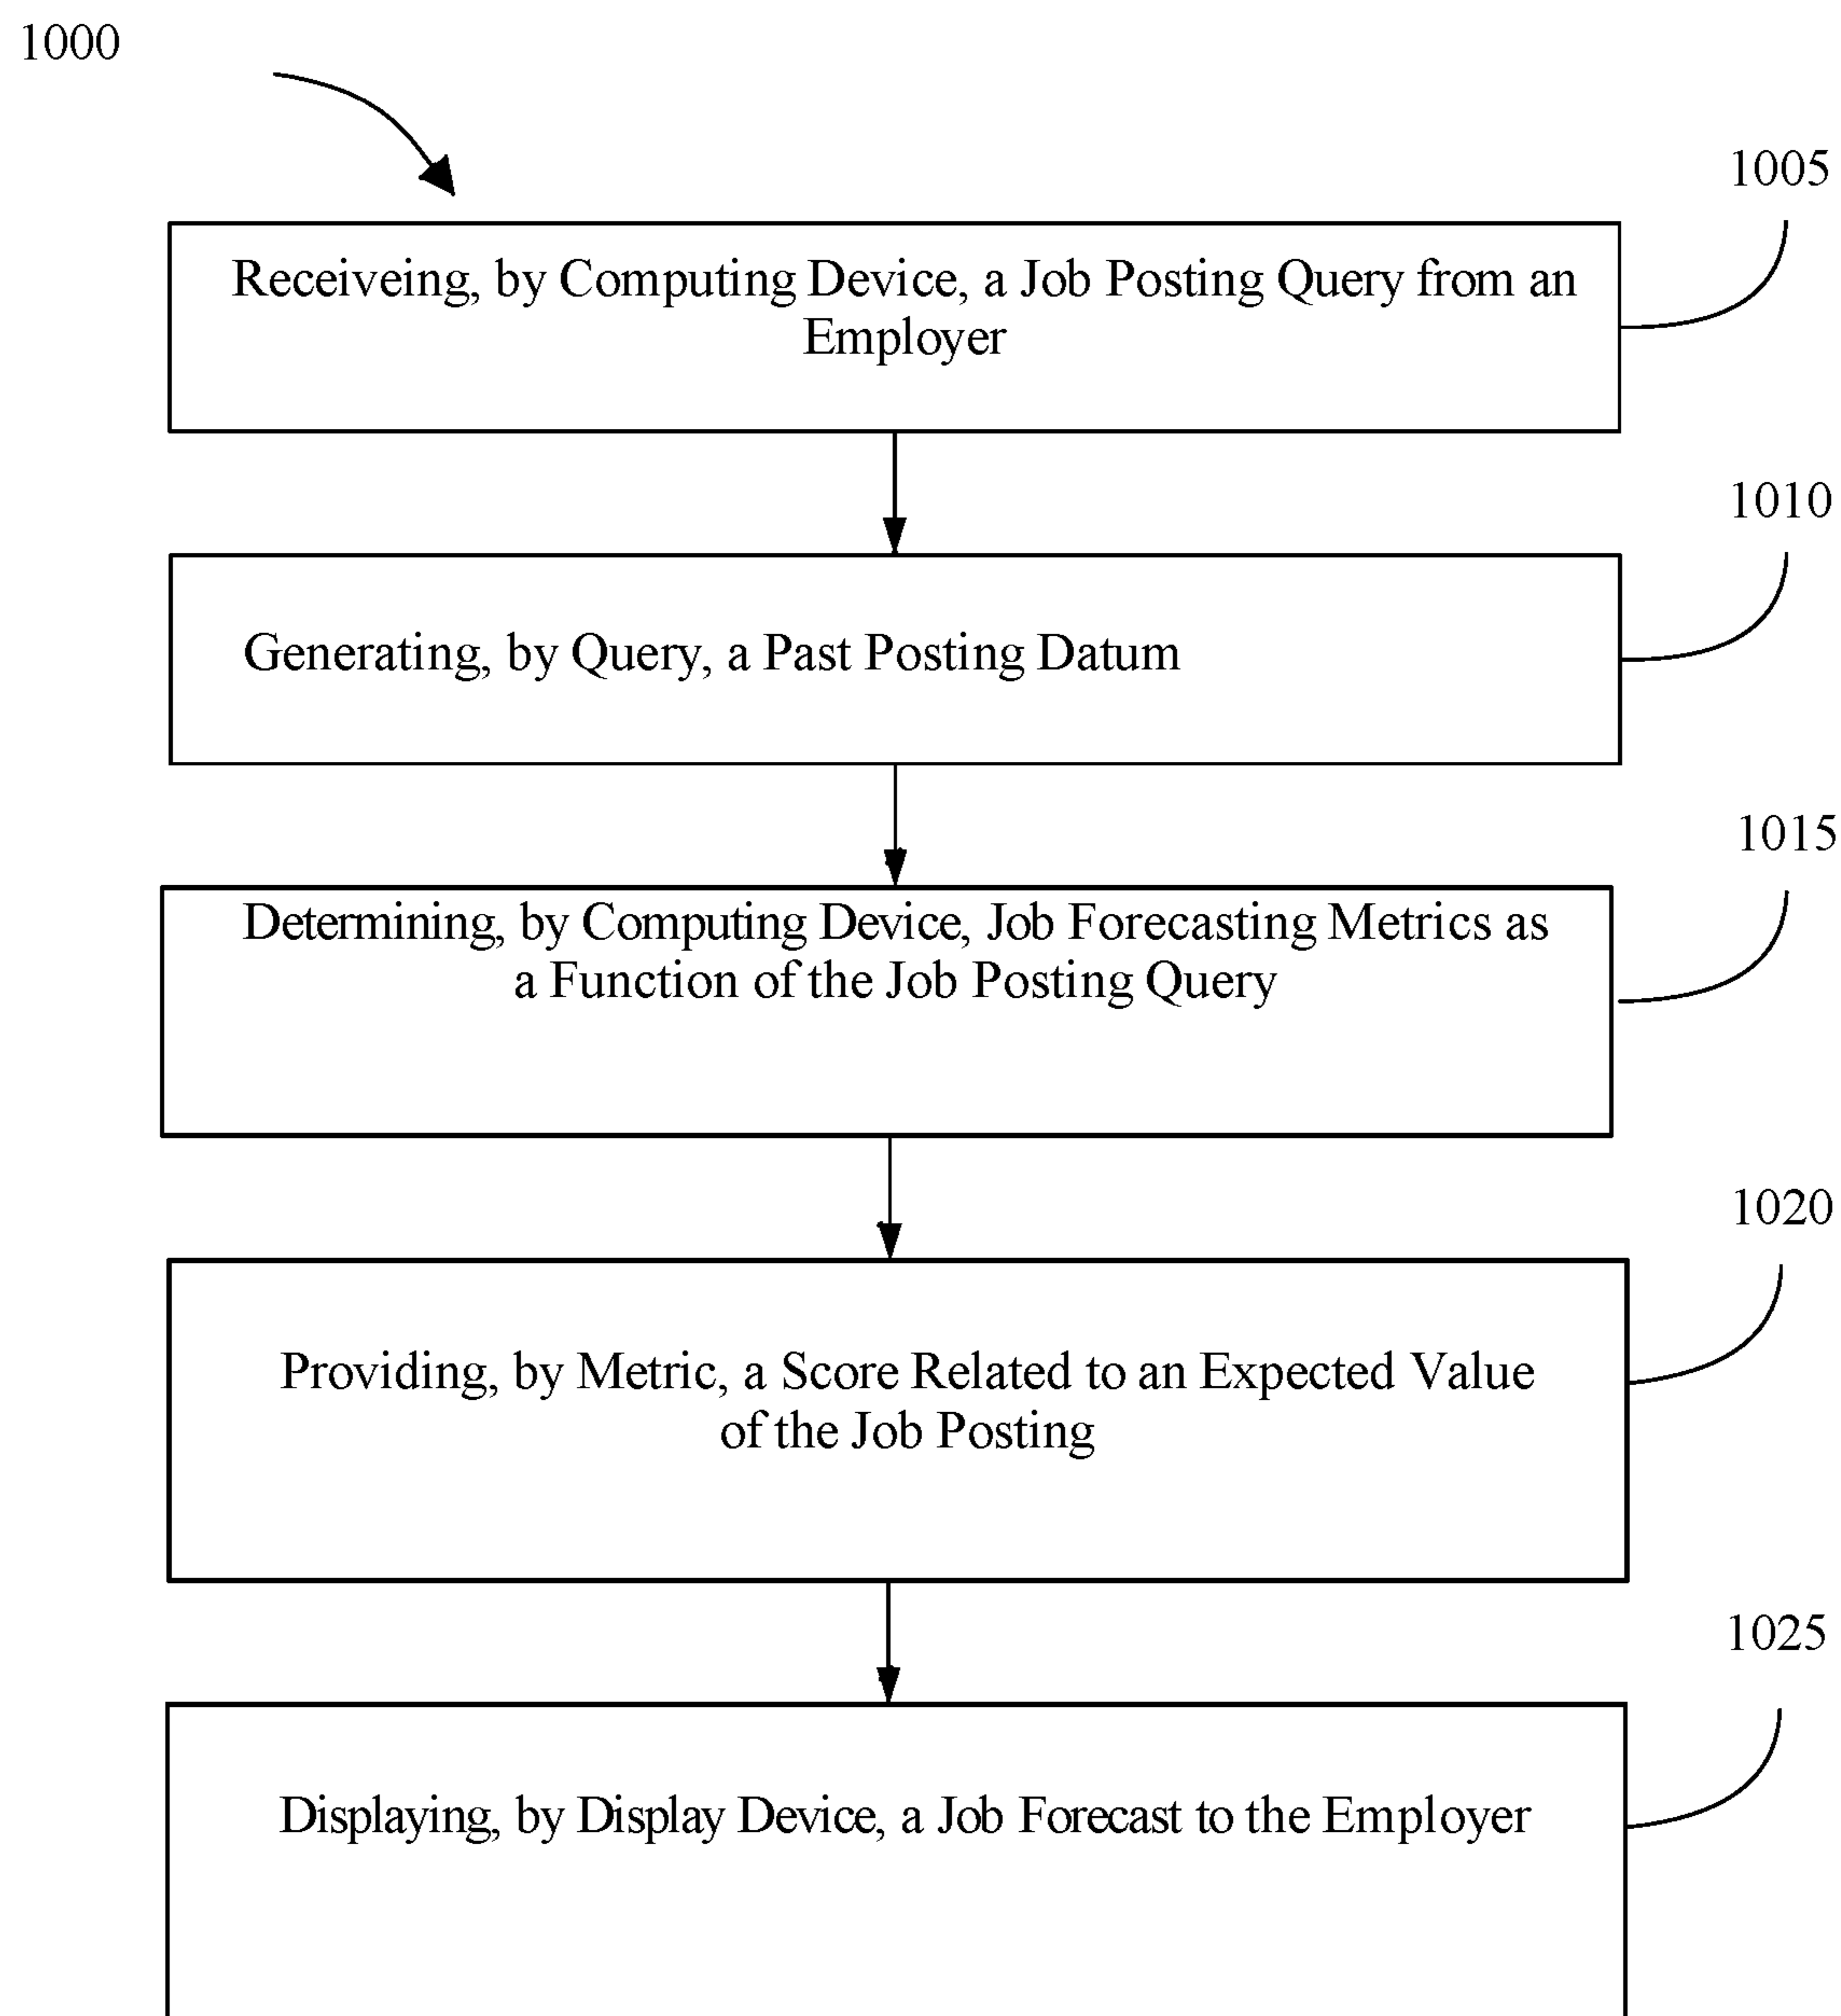 1000
1005
Receiveing, by Computing Device, a Job Posting Query from an
Employer
1010
Generating, by Query, a Past Posting Datum
1015
Determining, by Computing Device, Job Forecasting Metrics as
a Function of the Job Posting Query
1020
Providing, by Metric, a Score Related to an Expected Value
of the Job Posting
1025
Displaying, by Display Device, a Job Forecast to the Employer